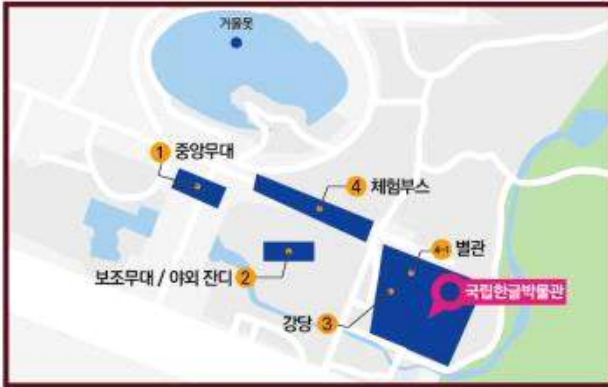 거울못
1 중앙무대
4 체험부스
4-1 별관
보조무대 / 야외 잔디 2
국립한글박물관
강당 3